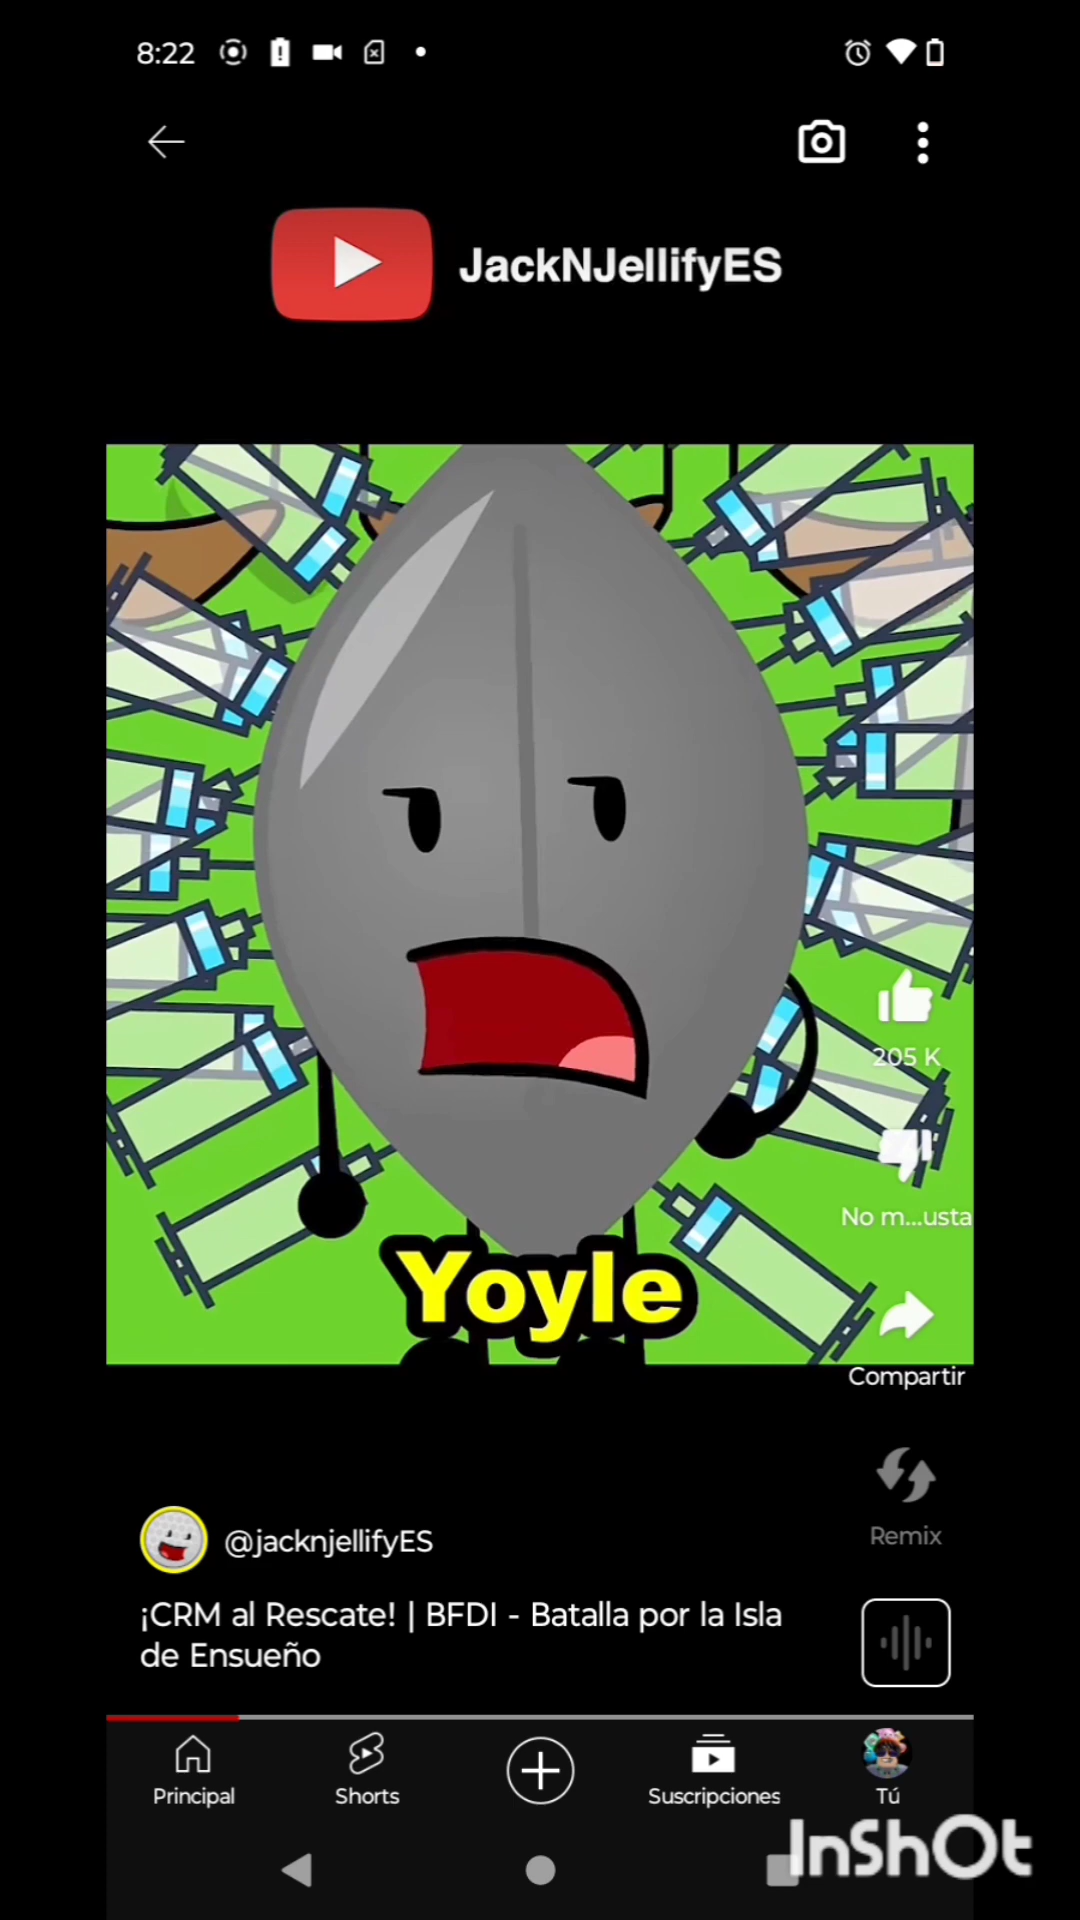 8:22
JackNJellifyES
205 K
No m...usta
Yoyle
Compartir
Remix
@jacknjellifyES
¡CRM al Rescate! | BFDI - Batalla por la Isla
de Ensueño
Principal
Shorts
Suscripciones
Tú
InShOt